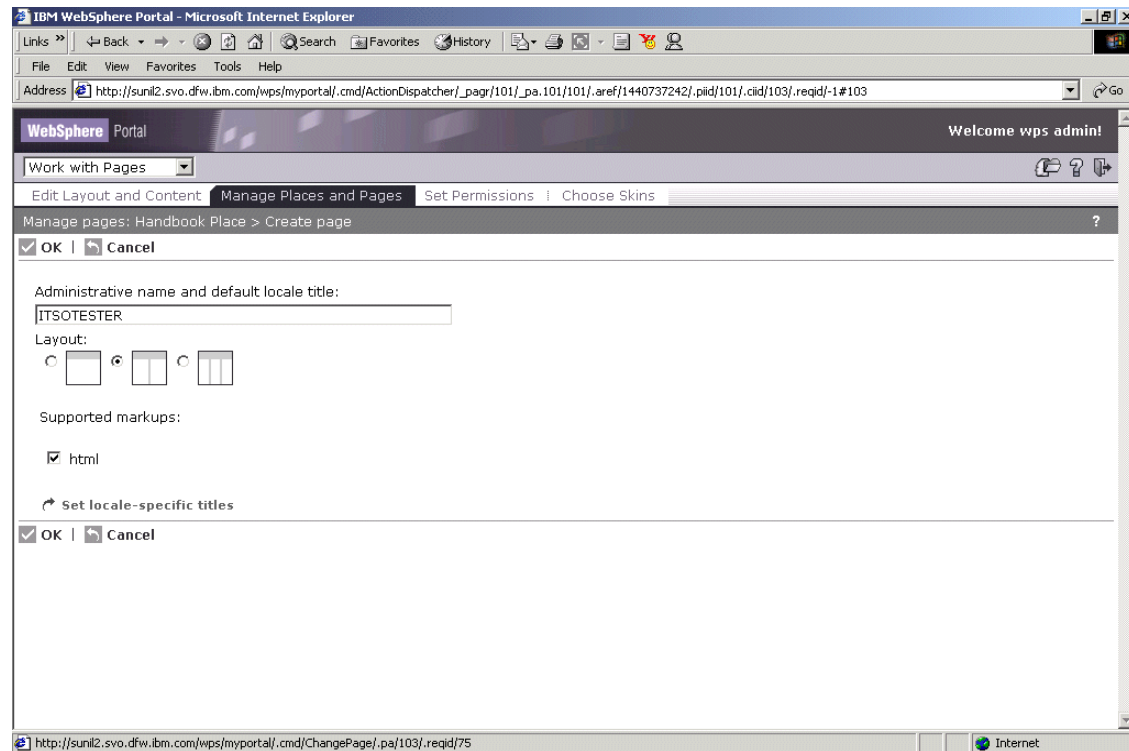 IBM WebSphere Portal - Microsoft Internet Explorer
Links » Back Search Favorites History
File Edit View Favorites Tools Help
Address http://sunil2.svo.dfw.ibm.com/wps/myportal/.cmd/ActionDispatcher/_pagr/101/_pa.101/101/.aref/1440737242/.piid/101/.ciid/103/.reqid/-1#103 Go
WebSphere Portal Welcome wps admin!
Work with Pages ?
Edit Layout and Content Manage Places and Pages Set Permissions Choose Skins
Manage pages: Handbook Place > Create page ?
OK | Cancel
Administrative name and default locale title:
ITSOTESTER
Layout:
Supported markups:
html
Set locale-specific titles
OK | Cancel
http://sunil2.svo.dfw.ibm.com/wps/myportal/.cmd/ChangePage/.pa/103/.reqid/75 Internet